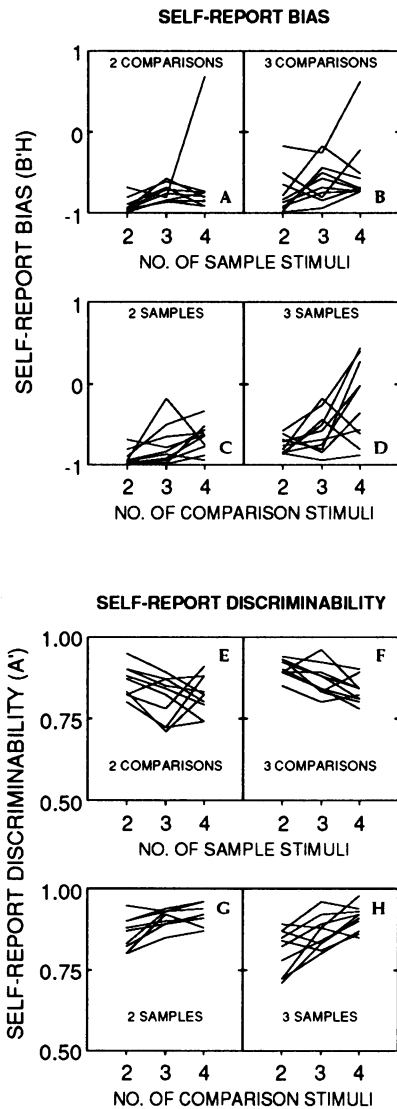 SELF-REPORT BIAS
SELF-REPORT BIAS (B'H)
1
0
-1
2 COMPARISONS
3 COMPARISONS
A
B
2 3 4 2 3 4
NO. OF SAMPLE STIMULI
1
0
-1
2 SAMPLES
3 SAMPLES
C
D
2 3 4 2 3 4
NO. OF COMPARISON STIMULI
SELF-REPORT DISCRIMINABILITY
SELF-REPORT DISCRIMINABILITY (A')
1.00
0.75
0.50
E
F
2 COMPARISONS
3 COMPARISONS
2 3 4 2 3 4
NO. OF SAMPLE STIMULI
1.00
0.75
0.50
G
H
2 SAMPLES
3 SAMPLES
2 3 4 2 3 4
NO. OF COMPARISON STIMULI